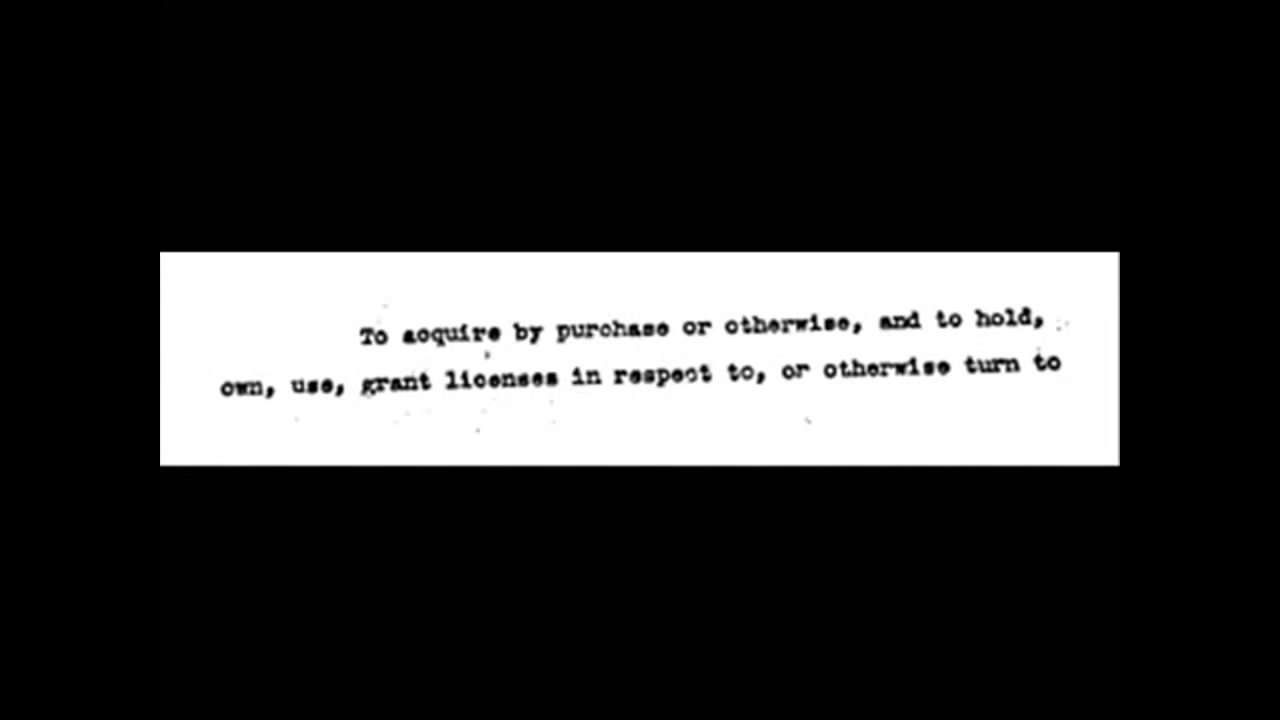 To acquire by purchase or otherwise, and to hold,
own, use, grant licenses in respect to, or otherwise turn to